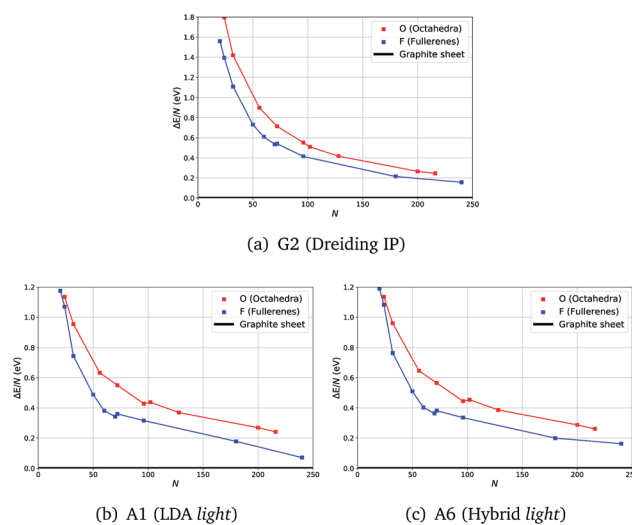 1.8
1.6
1.4
1.2
1.0
0.8
0.6
0.4
0.2
0.0
ΔE/N (eV)
O (Octahedra)
F (Fullerenes)
Graphite sheet
0 50 100 150 200 250
N
(a) G2 (Dreiding IP)
1.2
1.0
0.8
0.6
0.4
0.2
0.0
ΔE/N (eV)
O (Octahedra)
F (Fullerenes)
Graphite sheet
0 50 100 150 200 250
N
(b) A1 (LDA light)
1.2
1.0
0.8
0.6
0.4
0.2
0.0
ΔE/N (eV)
O (Octahedra)
F (Fullerenes)
Graphite sheet
0 50 100 150 200 250
N
(c) A6 (Hybrid light)